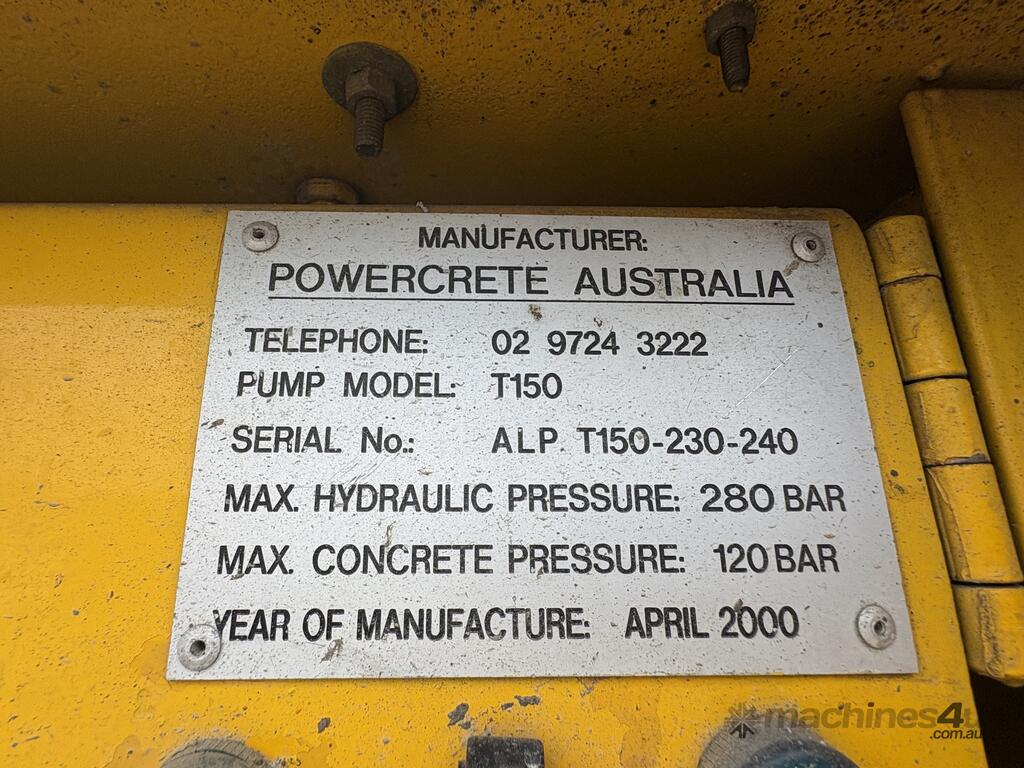 MANUFACTURER:
POWERCRETE AUSTRALIA
TELEPHONE: 02 9724 3222
PUMP MODEL: T150
SERIAL No.: ALP. T150-230-240
MAX. HYDRAULIC PRESSURE: 280 BAR
MAX. CONCRETE PRESSURE: 120 BAR
YEAR OF MANUFACTURE: APRIL 2000
machines4u
.com.au